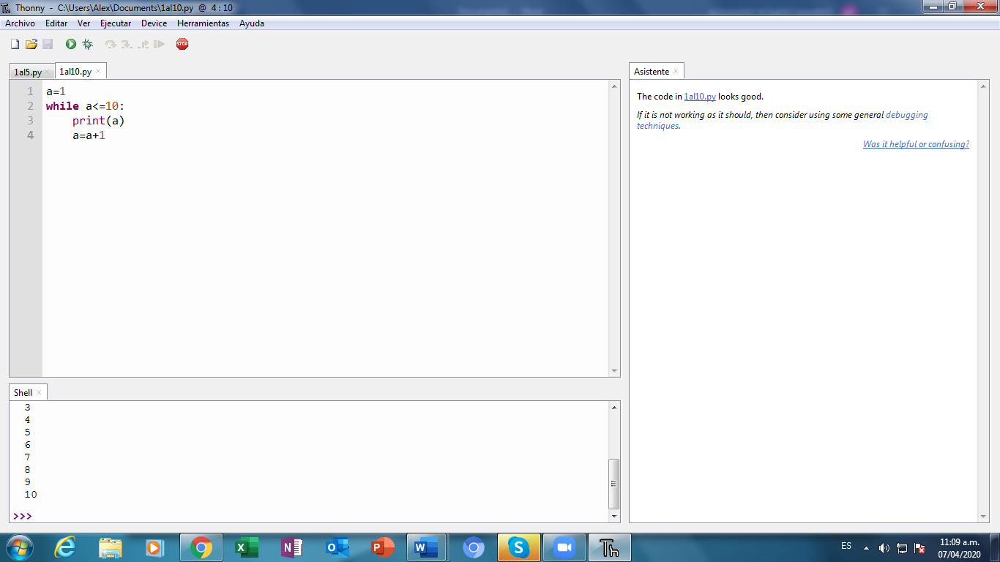 Thonny - C:\Users\Alex\Documents\1al10.py @ 4 : 10
Archivo Editar Ver Ejecutar Device Herramientas Ayuda
STOP
1al5.py 1al10.py
1 a=1
2 while a<=10:
3     print(a)
4     a=a+1
Asistente
The code in 1al10.py looks good.
If it is not working as it should, then consider using some general debugging
techniques.
Was it helpful or confusing?
Shell
3
4
5
6
7
8
9
10
>>>
ES
11:09 a.m.
07/04/2020